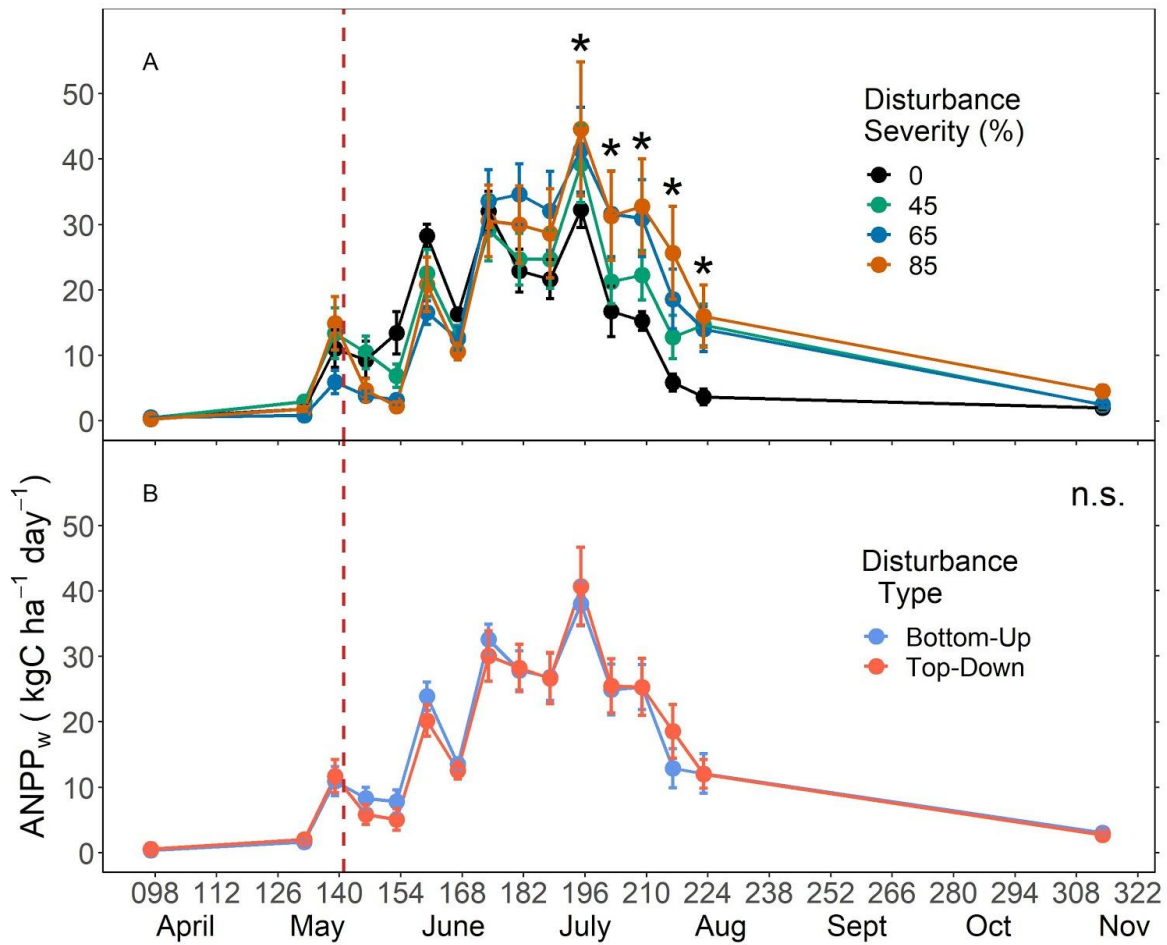 A
50
40
30
20
10
0
* * * * *
Disturbance
Severity (%)
0
45
65
85
B
n.s.
50
40
30
20
10
0
Disturbance
Type
Bottom-Up
Top-Down
ANPPw ( kgC ha⁻¹ day⁻¹)
098 112 126 140 154 168 182 196 210 224 238 252 266 280 294 308 322
April May June July Aug Sept Oct Nov